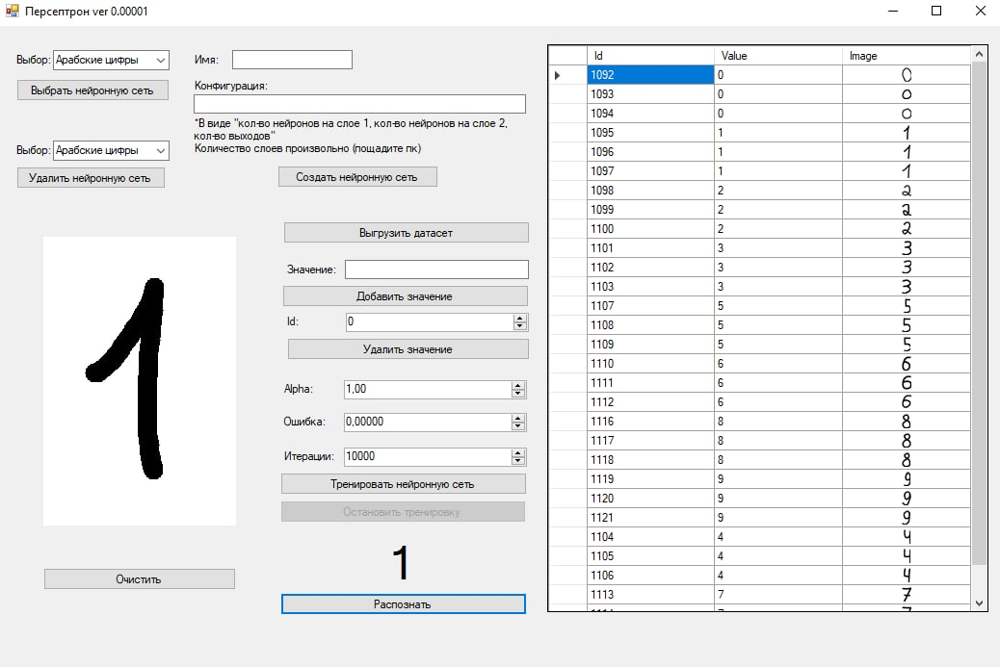 Персептрон ver 0.00001
Выбор: Арабские цифры
Имя:
Выбрать нейронную сеть
Конфигурация:
*В виде "кол-во нейронов на слое 1, кол-во нейронов на слое 2,
кол-во выходов"
Количество слоев произвольно (пощадите пк)
Выбор: Арабские цифры
Удалить нейронную сеть
Создать нейронную сеть
1
Очистить
Выгрузить датасет
Значение:
Добавить значение
Id: 0
Удалить значение
Alpha: 1,00
Ошибка: 0,00000
Итерации: 10000
Тренировать нейронную сеть
Остановить тренировку
1
Распознать
Id Value Image
1092 0 0
1093 0 0
1094 0 0
1095 1 1
1096 1 1
1097 1 1
1098 2 2
1099 2 2
1100 2 2
1101 3 3
1102 3 3
1103 3 3
1107 5 5
1108 5 5
1109 5 5
1110 6 6
1111 6 6
1112 6 6
1116 8 8
1117 8 8
1118 8 8
1119 9 9
1120 9 9
1121 9 9
1104 4 4
1105 4 4
1106 4 4
1113 7 7